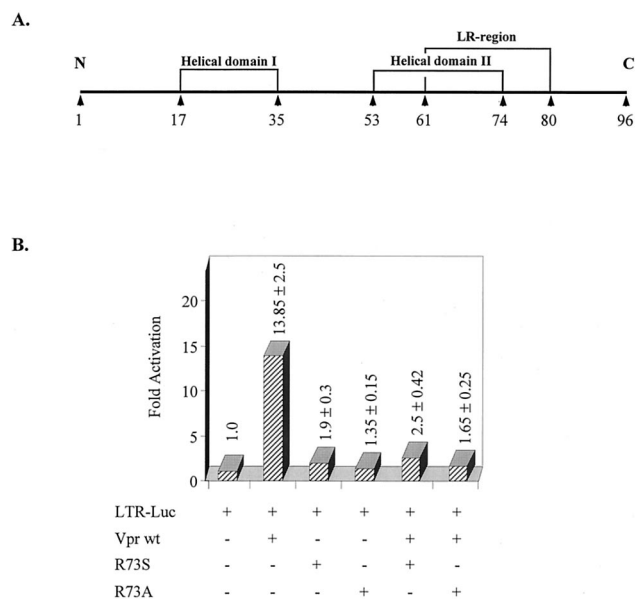 A.
LR-region
N Helical domain I Helical domain II C
1 17 35 53 61 74 80 96
B.
Fold Activation
20
15
10
5
0
1.0
13.85 ± 2.5
1.9 ± 0.3
1.35 ± 0.15
2.5 ± 0.42
1.65 ± 0.25
LTR-Luc + + + + + +
Vpr wt - + - - + +
R73S - - + - + -
R73A - - - + - +